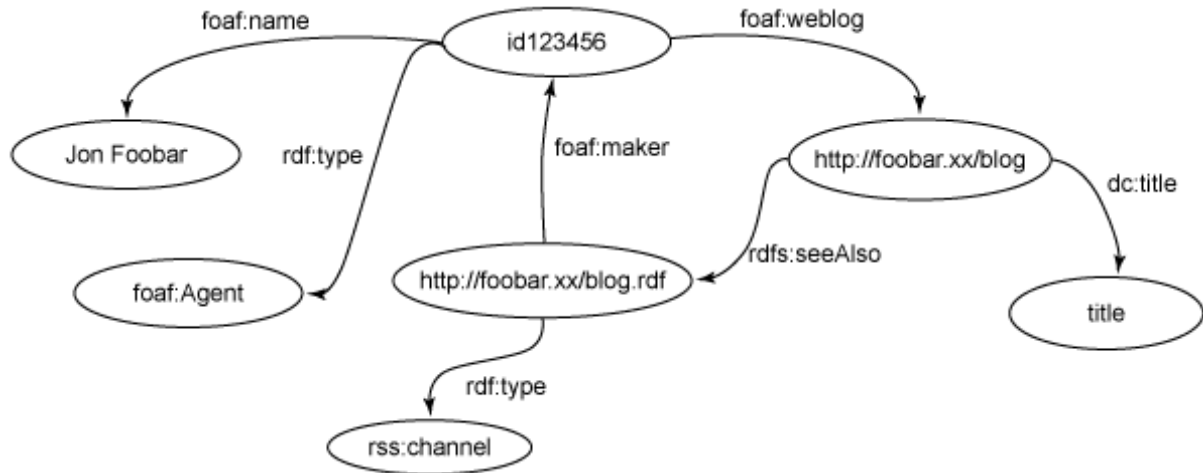 foaf:name
id123456
foaf:weblog
Jon Foobar
rdf:type
foaf:maker
http://foobar.xx/blog
dc:title
rdfs:seeAlso
foaf:Agent
http://foobar.xx/blog.rdf
title
rdf:type
rss:channel